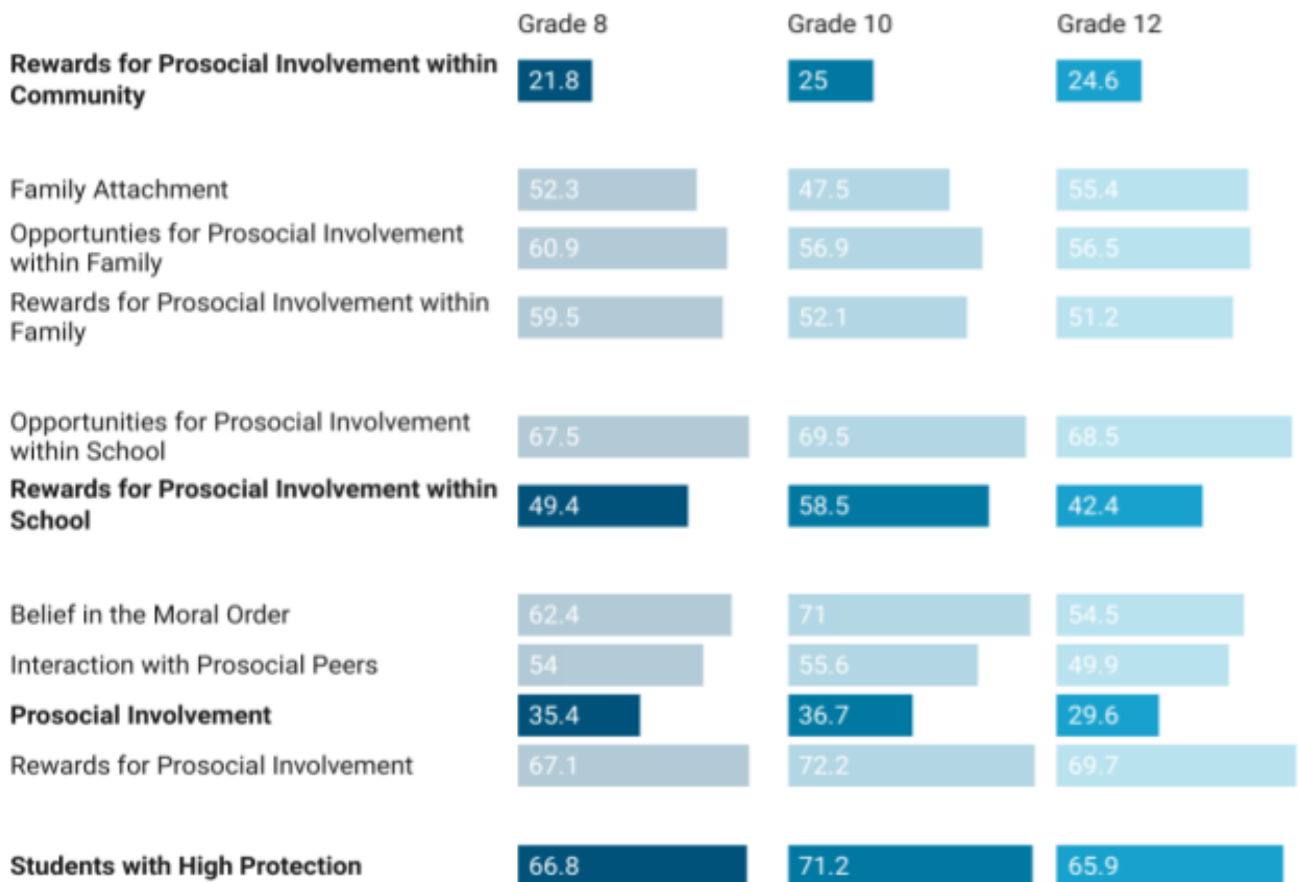 Grade 8 Grade 10 Grade 12
Rewards for Prosocial Involvement within
Community
21.8 25 24.6
Family Attachment 52.3 47.5 55.4
Opportunties for Prosocial Involvement
within Family
60.9 56.9 56.5
Rewards for Prosocial Involvement within
Family
59.5 52.1 51.2
Opportunities for Prosocial Involvement
within School
67.5 69.5 68.5
Rewards for Prosocial Involvement within
School
49.4 58.5 42.4
Belief in the Moral Order 62.4 71 54.5
Interaction with Prosocial Peers 54 55.6 49.9
Prosocial Involvement 35.4 36.7 29.6
Rewards for Prosocial Involvement 67.1 72.2 69.7
Students with High Protection 66.8 71.2 65.9